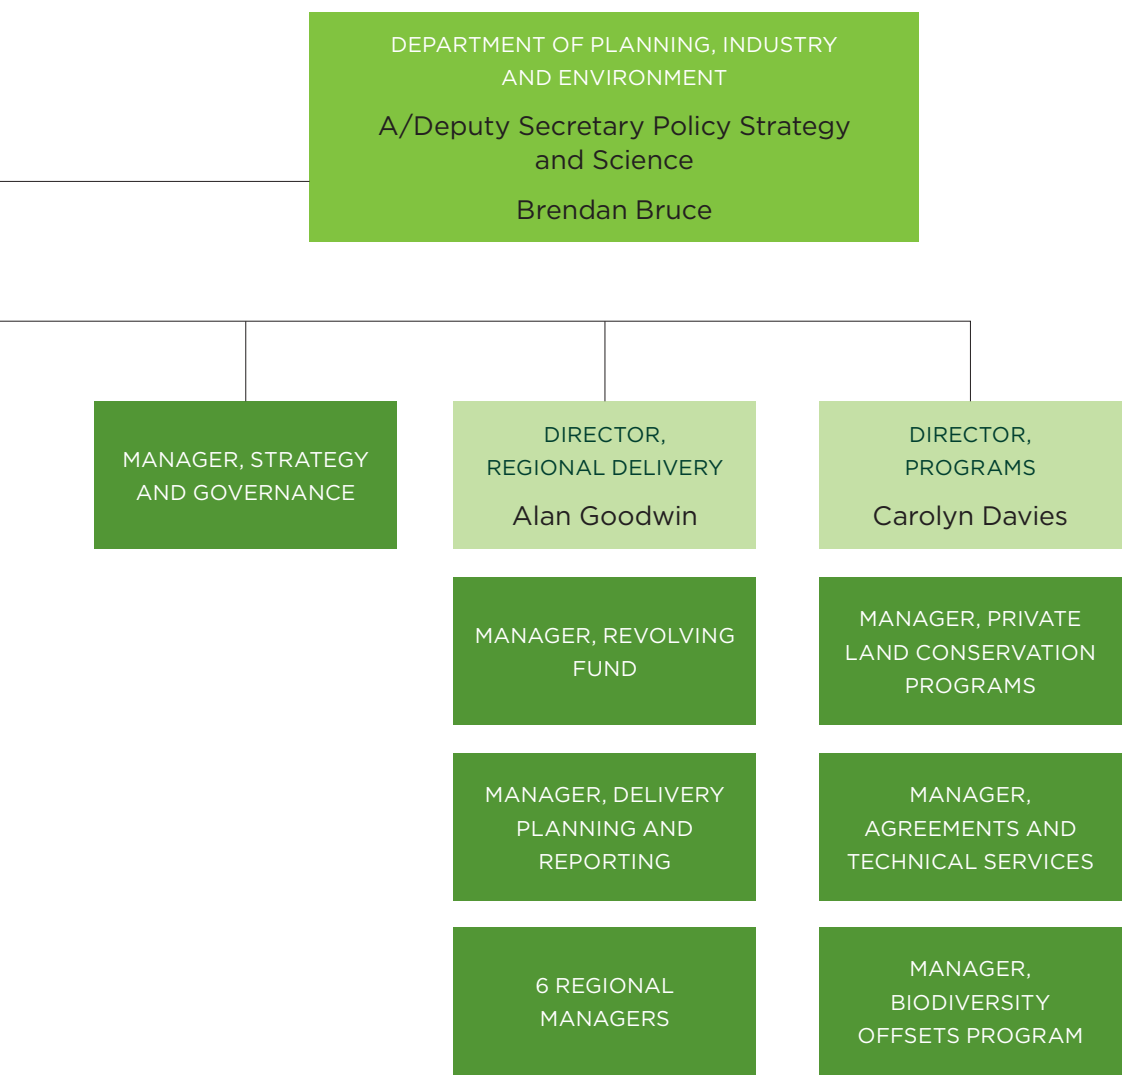 DEPARTMENT OF PLANNING, INDUSTRY
AND ENVIRONMENT
A/Deputy Secretary Policy Strategy
and Science
Brendan Bruce
MANAGER, STRATEGY
AND GOVERNANCE
DIRECTOR,
REGIONAL DELIVERY
Alan Goodwin
MANAGER, REVOLVING
FUND
MANAGER, DELIVERY
PLANNING AND
REPORTING
6 REGIONAL
MANAGERS
DIRECTOR,
PROGRAMS
Carolyn Davies
MANAGER, PRIVATE
LAND CONSERVATION
PROGRAMS
MANAGER,
AGREEMENTS AND
TECHNICAL SERVICES
MANAGER,
BIODIVERSITY
OFFSETS PROGRAM